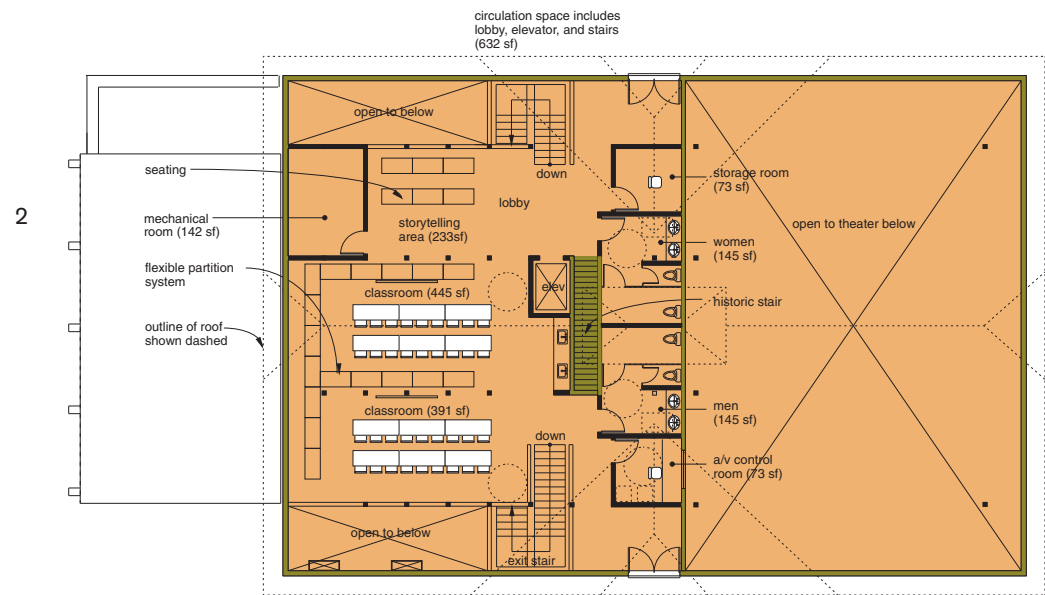 circulation space includes
lobby, elevator, and stairs
(632 sf)
2
open to below
seating
down
storage room
(73 sf)
lobby
mechanical
room (142 sf)
storytelling
area (233sf)
open to theater below
women
(145 sf)
flexible partition
system
classroom (445 sf)
elev
historic stair
outline of roof
shown dashed
classroom (391 sf)
men
(145 sf)
down
a/v control
room (73 sf)
open to below
exit stair